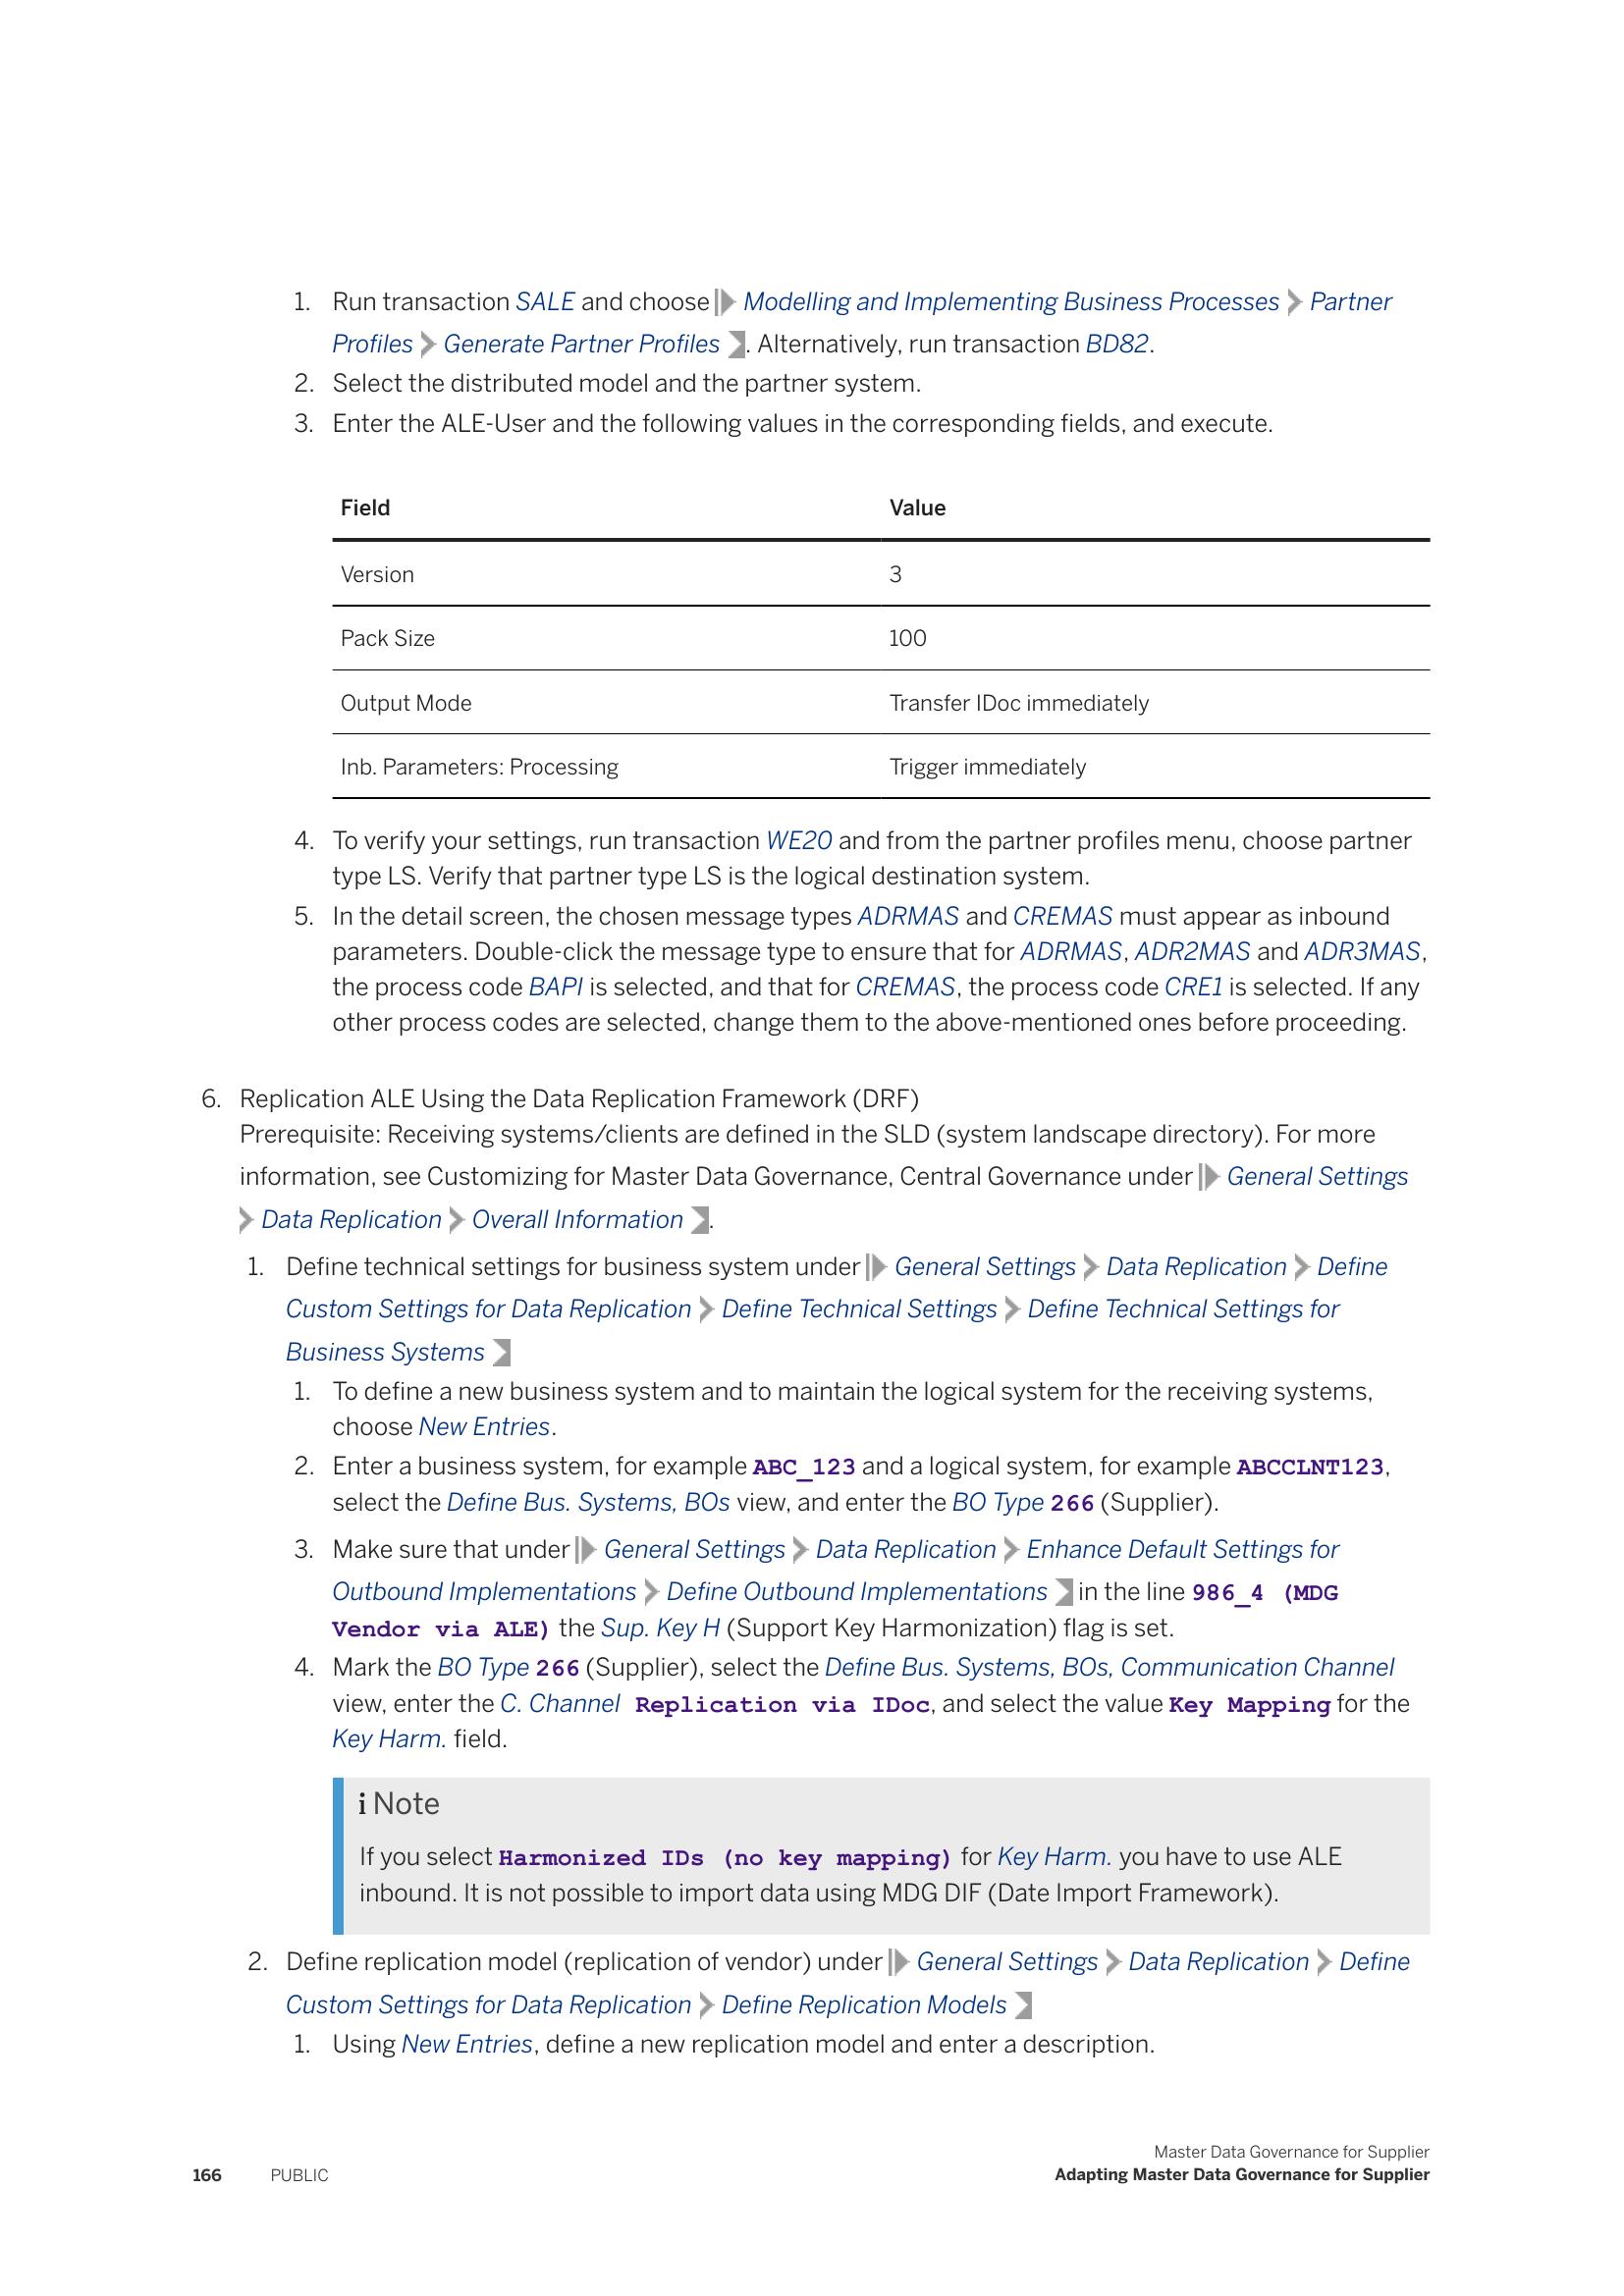 1. Run transaction SALE and choose Modelling and Implementing Business Processes Partner
Profiles Generate Partner Profiles . Alternatively, run transaction BD82.
2. Select the distributed model and the partner system.
3. Enter the ALE-User and the following values in the corresponding fields, and execute.
Field Value
Version 3
Pack Size 100
Output Mode Transfer IDoc immediately
Inb. Parameters: Processing Trigger immediately
4. To verify your settings, run transaction WE20 and from the partner profiles menu, choose partner
type LS. Verify that partner type LS is the logical destination system.
5. In the detail screen, the chosen message types ADRMAS and CREMAS must appear as inbound
parameters. Double-click the message type to ensure that for ADRMAS, ADR2MAS and ADR3MAS,
the process code BAPI is selected, and that for CREMAS, the process code CRE1 is selected. If any
other process codes are selected, change them to the above-mentioned ones before proceeding.
6. Replication ALE Using the Data Replication Framework (DRF)
Prerequisite: Receiving systems/clients are defined in the SLD (system landscape directory). For more
information, see Customizing for Master Data Governance, Central Governance under General Settings
Data Replication Overall Information .
1. Define technical settings for business system under General Settings Data Replication Define
Custom Settings for Data Replication Define Technical Settings Define Technical Settings for
Business Systems
1. To define a new business system and to maintain the logical system for the receiving systems,
choose New Entries.
2. Enter a business system, for example ABC_123 and a logical system, for example ABCCLNT123,
select the Define Bus. Systems, BOs view, and enter the BO Type 266 (Supplier).
3. Make sure that under General Settings Data Replication Enhance Default Settings for
Outbound Implementations Define Outbound Implementations in the line 986_4 (MDG
Vendor via ALE) the Sup. Key H (Support Key Harmonization) flag is set.
4. Mark the BO Type 266 (Supplier), select the Define Bus. Systems, BOs, Communication Channel
view, enter the C. Channel Replication via IDoc, and select the value Key Mapping for the
Key Harm. field.
i Note
If you select Harmonized IDs (no key mapping) for Key Harm. you have to use ALE
inbound. It is not possible to import data using MDG DIF (Date Import Framework).
2. Define replication model (replication of vendor) under General Settings Data Replication Define
Custom Settings for Data Replication Define Replication Models
1. Using New Entries, define a new replication model and enter a description.
Master Data Governance for Supplier
166 PUBLIC Adapting Master Data Governance for Supplier